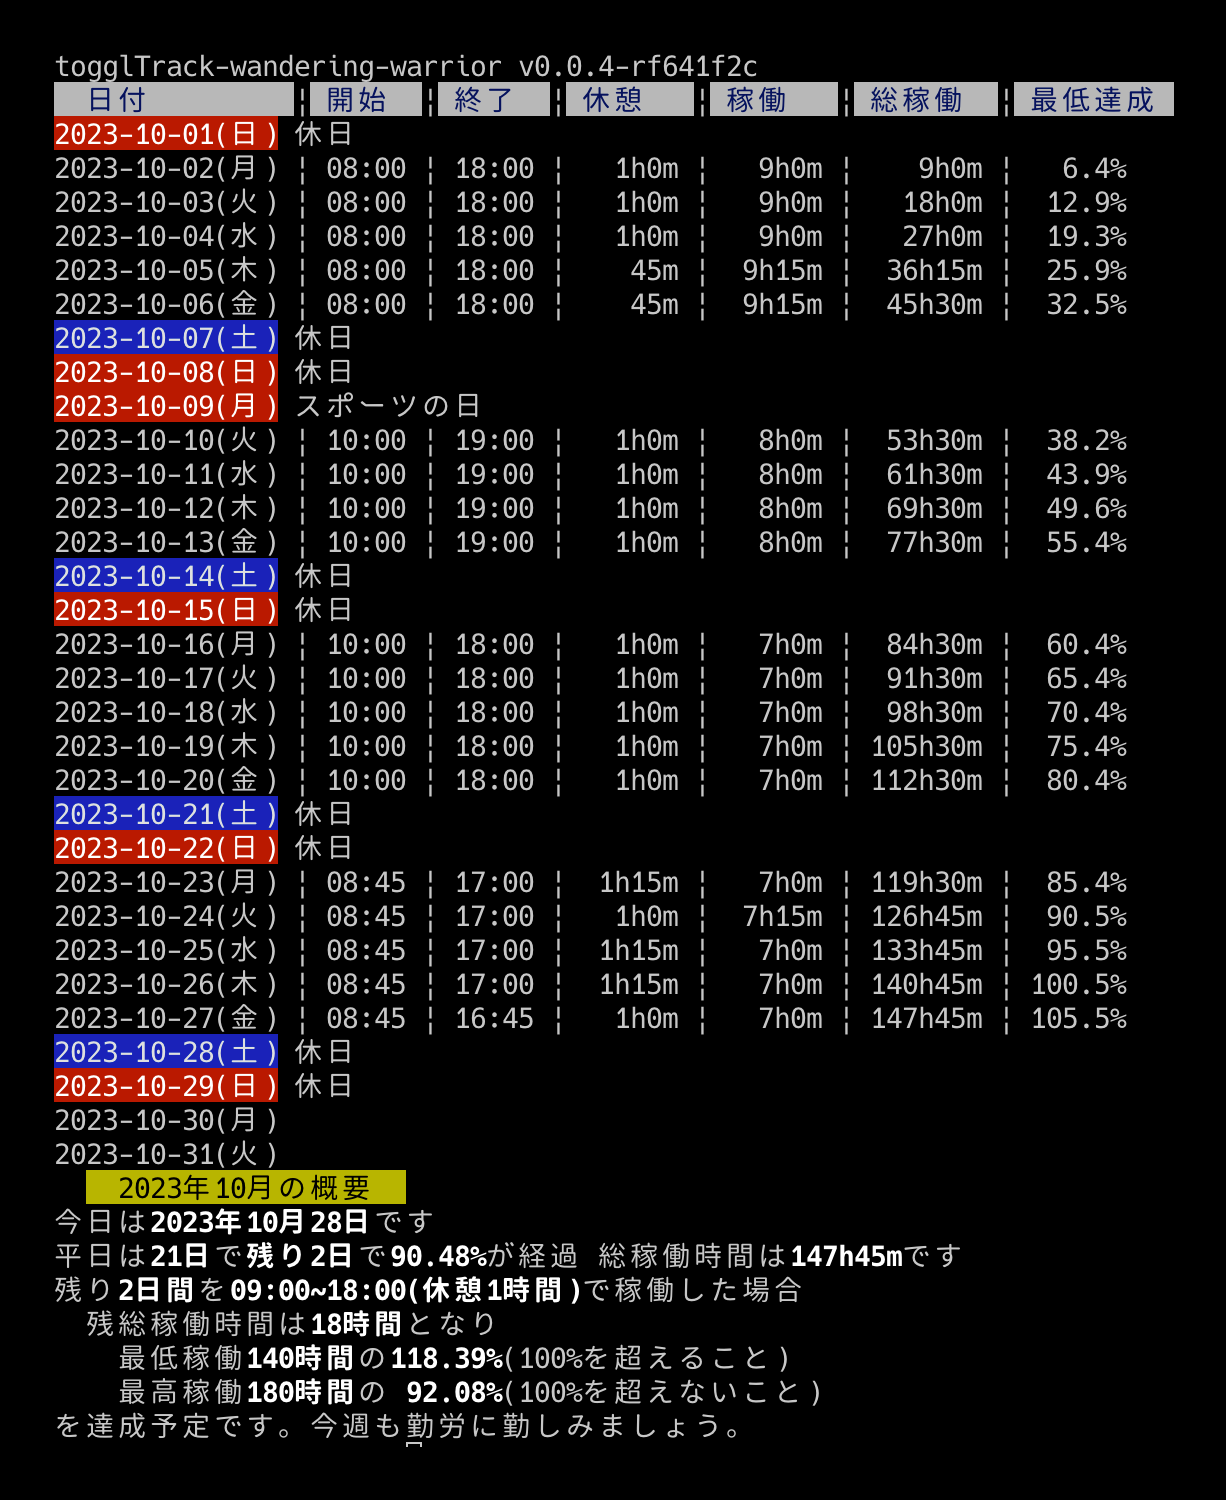 togglTrack-wandering-warrior v0.0.4-rf641f2c
日付 ¦ 開始 ¦ 終了 ¦ 休憩 ¦ 稼働 ¦ 総稼働 ¦ 最低達成
2023-10-01(日) 休日
2023-10-02(月) ¦ 08:00 ¦ 18:00 ¦ 1h0m ¦ 9h0m ¦ 9h0m ¦ 6.4%
2023-10-03(火) ¦ 08:00 ¦ 18:00 ¦ 1h0m ¦ 9h0m ¦ 18h0m ¦ 12.9%
2023-10-04(水) ¦ 08:00 ¦ 18:00 ¦ 1h0m ¦ 9h0m ¦ 27h0m ¦ 19.3%
2023-10-05(木) ¦ 08:00 ¦ 18:00 ¦ 45m ¦ 9h15m ¦ 36h15m ¦ 25.9%
2023-10-06(金) ¦ 08:00 ¦ 18:00 ¦ 45m ¦ 9h15m ¦ 45h30m ¦ 32.5%
2023-10-07(土) 休日
2023-10-08(日) 休日
2023-10-09(月) スポーツの日
2023-10-10(火) ¦ 10:00 ¦ 19:00 ¦ 1h0m ¦ 8h0m ¦ 53h30m ¦ 38.2%
2023-10-11(水) ¦ 10:00 ¦ 19:00 ¦ 1h0m ¦ 8h0m ¦ 61h30m ¦ 43.9%
2023-10-12(木) ¦ 10:00 ¦ 19:00 ¦ 1h0m ¦ 8h0m ¦ 69h30m ¦ 49.6%
2023-10-13(金) ¦ 10:00 ¦ 19:00 ¦ 1h0m ¦ 8h0m ¦ 77h30m ¦ 55.4%
2023-10-14(土) 休日
2023-10-15(日) 休日
2023-10-16(月) ¦ 10:00 ¦ 18:00 ¦ 1h0m ¦ 7h0m ¦ 84h30m ¦ 60.4%
2023-10-17(火) ¦ 10:00 ¦ 18:00 ¦ 1h0m ¦ 7h0m ¦ 91h30m ¦ 65.4%
2023-10-18(水) ¦ 10:00 ¦ 18:00 ¦ 1h0m ¦ 7h0m ¦ 98h30m ¦ 70.4%
2023-10-19(木) ¦ 10:00 ¦ 18:00 ¦ 1h0m ¦ 7h0m ¦ 105h30m ¦ 75.4%
2023-10-20(金) ¦ 10:00 ¦ 18:00 ¦ 1h0m ¦ 7h0m ¦ 112h30m ¦ 80.4%
2023-10-21(土) 休日
2023-10-22(日) 休日
2023-10-23(月) ¦ 08:45 ¦ 17:00 ¦ 1h15m ¦ 7h0m ¦ 119h30m ¦ 85.4%
2023-10-24(火) ¦ 08:45 ¦ 17:00 ¦ 1h0m ¦ 7h15m ¦ 126h45m ¦ 90.5%
2023-10-25(水) ¦ 08:45 ¦ 17:00 ¦ 1h15m ¦ 7h0m ¦ 133h45m ¦ 95.5%
2023-10-26(木) ¦ 08:45 ¦ 17:00 ¦ 1h15m ¦ 7h0m ¦ 140h45m ¦ 100.5%
2023-10-27(金) ¦ 08:45 ¦ 16:45 ¦ 1h0m ¦ 7h0m ¦ 147h45m ¦ 105.5%
2023-10-28(土) 休日
2023-10-29(日) 休日
2023-10-30(月)
2023-10-31(火)
2023年10月の概要
今日は2023年10月28日です
平日は21日で残り2日で90.48%が経過 総稼働時間は147h45mです
残り2日間を09:00~18:00(休憩1時間)で稼働した場合
残総稼働時間は18時間となり
最低稼働140時間の118.39%(100%を超えること)
最高稼働180時間の 92.08%(100%を超えないこと)
を達成予定です。今週も勤労に勤しみましょう。